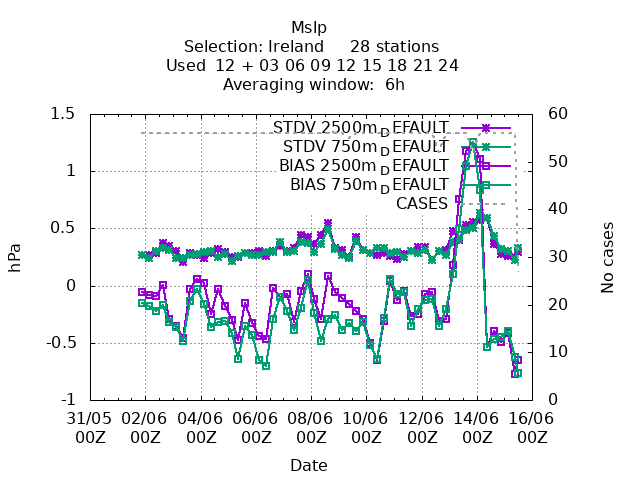 Mslp
Selection: Ireland     28 stations
Used  12 + 03 06 09 12 15 18 21 24
Averaging window:  6h
STDV 2500m_DEFAULT
STDV 750m_DEFAULT
BIAS 2500m_DEFAULT
BIAS 750m_DEFAULT
CASES
1.5
1
0.5
0
-0.5
-1
hPa
60
50
40
30
20
10
0
No cases
31/05 02/06 04/06 06/06 08/06 10/06 12/06 14/06 16/06
00Z 00Z 00Z 00Z 00Z 00Z 00Z 00Z 00Z
Date